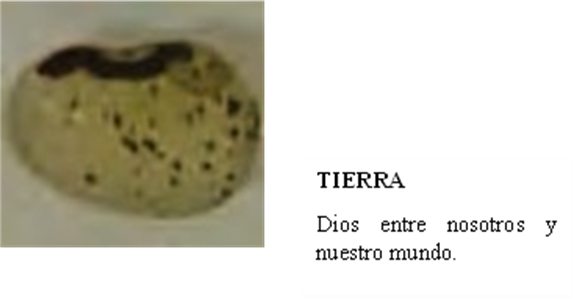 TIERRA
Dios entre nosotros y
nuestro mundo.